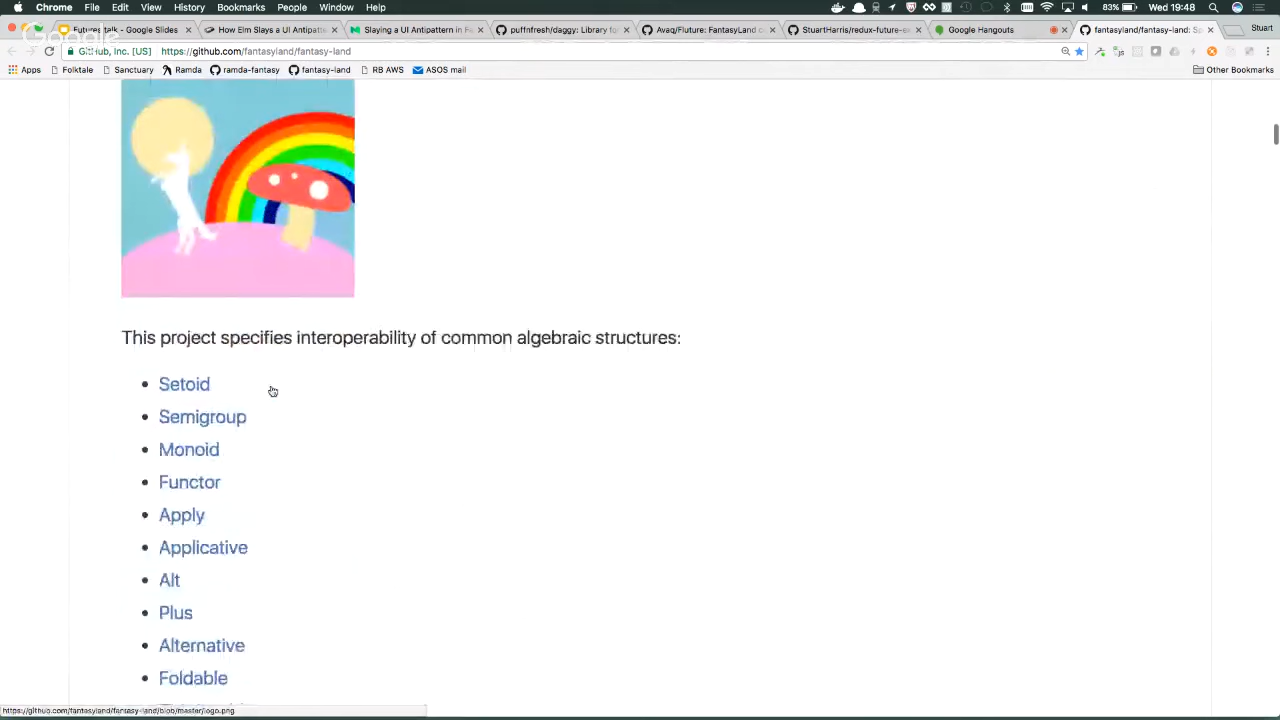 Chrome File Edit View History Bookmarks People Window Help
83% Wed 19:48
Futures talk - Google Slides
How Elm Slays a UI Antipatt
Slaying a UI Antipattern in
puffnfresh/daggy: Library fo
Avaq/Fluture: FantasyLand
StuartHarris/redux-future-e
Google Hangouts
fantasyland/fantasy-land: S
Start
Google
GitHub, Inc. [US] https://github.com/fantasyland/fantasy-land
Apps Folktale Sanctuary Ramda ramda-fantasy fantasy-land RB AWS ASOS mail Other Bookmarks
This project specifies interoperability of common algebraic structures:
Setoid
Semigroup
Monoid
Functor
Apply
Applicative
Alt
Plus
Alternative
Foldable
https://github.com/fantasyland/fantasy-land/blob/master/logo.png